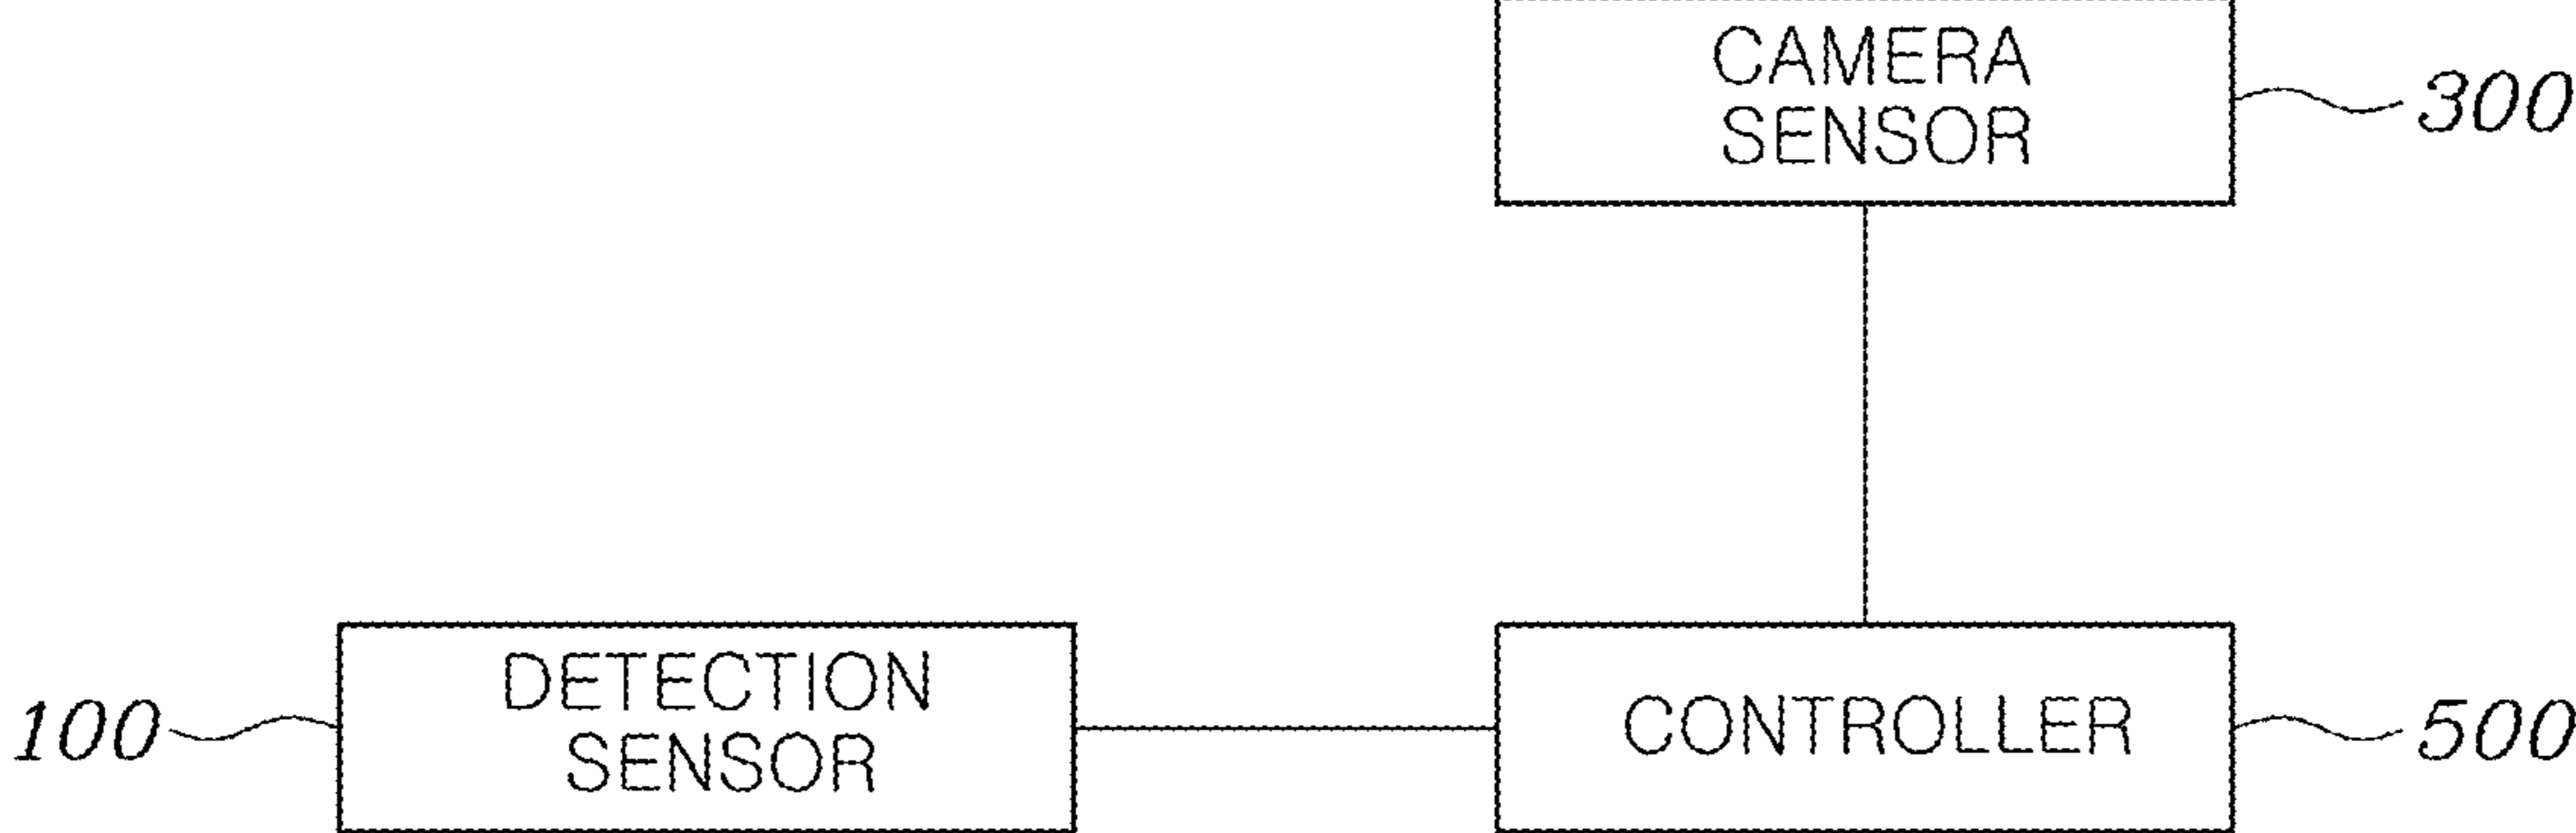 CAMERA
SENSOR
300
DETECTION
SENSOR
100
CONTROLLER
500